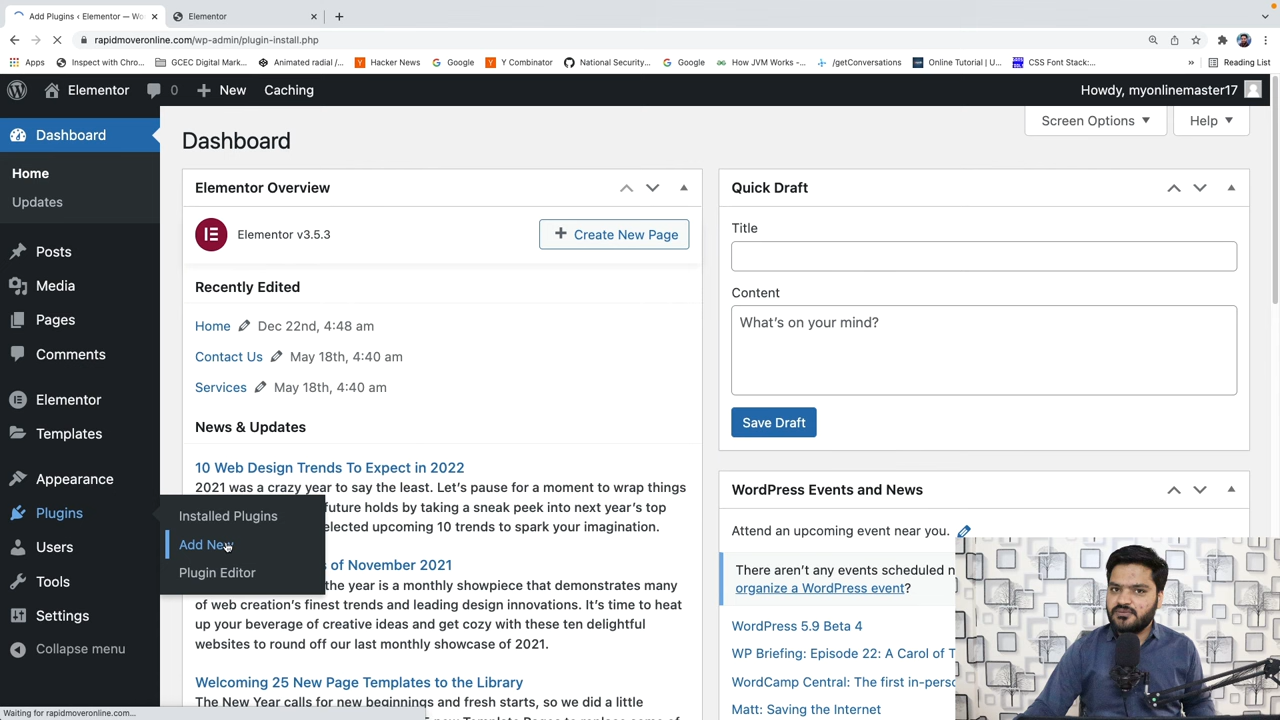 Add Plugins ‹ Elementor — Wo
Elementor
rapidmoveronline.com/wp-admin/plugin-install.php
Apps
Inspect with Chro...
GCEC Digital Mark...
Animated radial /...
Hacker News
Google
Y Combinator
National Security...
Google
How JVM Works -...
/getConversations
Online Tutorial | U...
CSS Font Stack:...
»
Reading List
Elementor
0
New
Caching
Howdy, myonlinemaster17
Dashboard
Home
Updates
Posts
Media
Pages
Comments
Elementor
Templates
Appearance
Plugins
Users
Tools
Settings
Collapse menu
Installed Plugins
Add New
Plugin Editor
Screen Options
Help
Dashboard
Elementor Overview
Elementor v3.5.3
Create New Page
Recently Edited
Home Dec 22nd, 4:48 am
Contact Us May 18th, 4:40 am
Services May 18th, 4:40 am
News & Updates
10 Web Design Trends To Expect in 2022
2021 was a crazy year to say the least. Let's pause for a moment to wrap things
future holds by taking a sneak peek into next year's top
elected upcoming 10 trends to spark your imagination.
s of November 2021
the year is a monthly showpiece that demonstrates many
of web creation's finest trends and leading design innovations. It's time to heat
up your beverage of creative ideas and get cozy with these ten delightful
websites to round off our last monthly showcase of 2021.
Welcoming 25 New Page Templates to the Library
The New Year calls for new beginnings and fresh starts, so we did a little
Quick Draft
Title
Content
What's on your mind?
Save Draft
WordPress Events and News
Attend an upcoming event near you.
There aren't any events scheduled n
organize a WordPress event?
WordPress 5.9 Beta 4
WP Briefing: Episode 22: A Carol of T
WordCamp Central: The first in-perso
Matt: Saving the Internet
Waiting for rapidmoveronline.com...